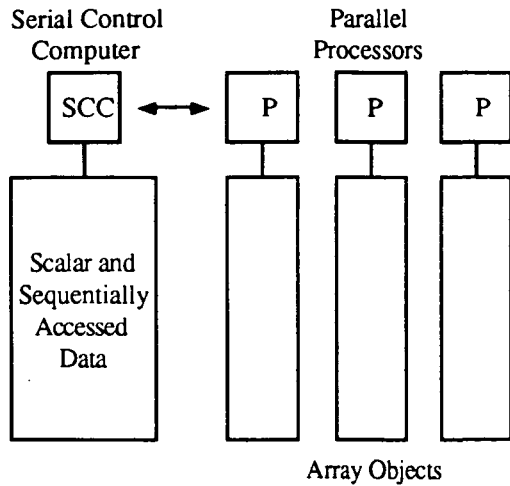 Serial Control
Computer
Parallel
Processors
SCC
P
P
P
Scalar and
Sequentially
Accessed
Data
Array Objects